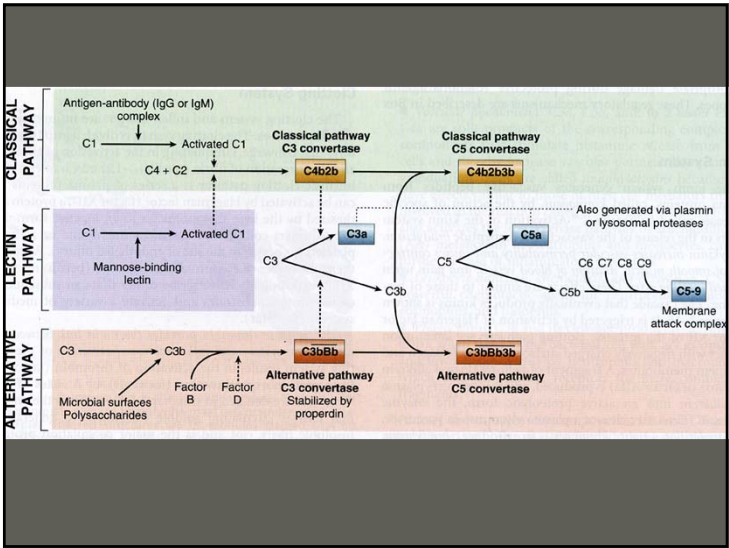 CLASSICAL
PATHWAY
Antigen-antibody (IgG or IgM)
complex
C1
Activated C1
C4 + C2
Classical pathway
C3 convertase
C4b2b
Classical pathway
C5 convertase
C4b2b3b
LECTIN
PATHWAY
C1
Activated C1
Mannose-binding
lectin
C3
C3a
C3b
C5
C5a
C5b
Also generated via plasmin
or lysosomal proteases
C6 C7 C8 C9
C5-9
Membrane
attack complex
ALTERNATIVE
PATHWAY
C3
C3b
Microbial surfaces
Polysaccharides
Factor
B
Factor
D
C3bBb
Alternative pathway
C3 convertase
Stabilized by
properdin
C3bBb3b
Alternative pathway
C5 convertase